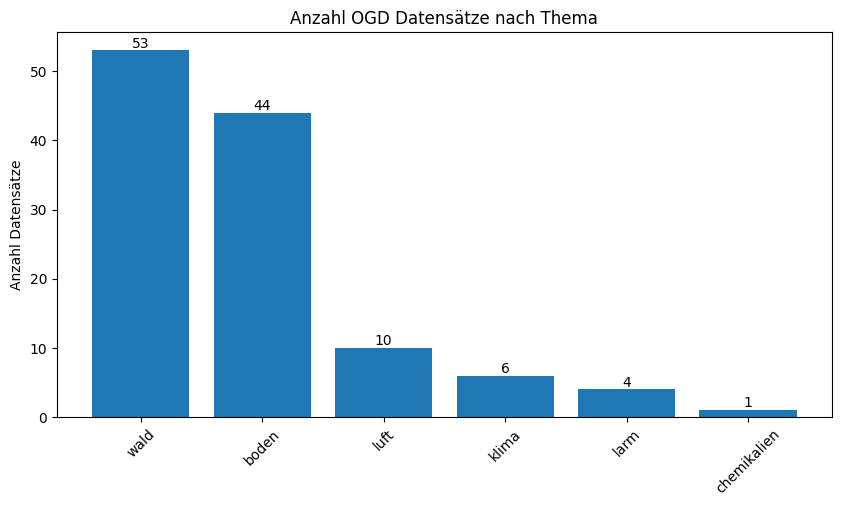 Anzahl OGD Datensätze nach Thema
Anzahl Datensätze
50
40
30
20
10
0
53
44
10
6
4
1
wald
boden
luft
klima
larm
chemikalien